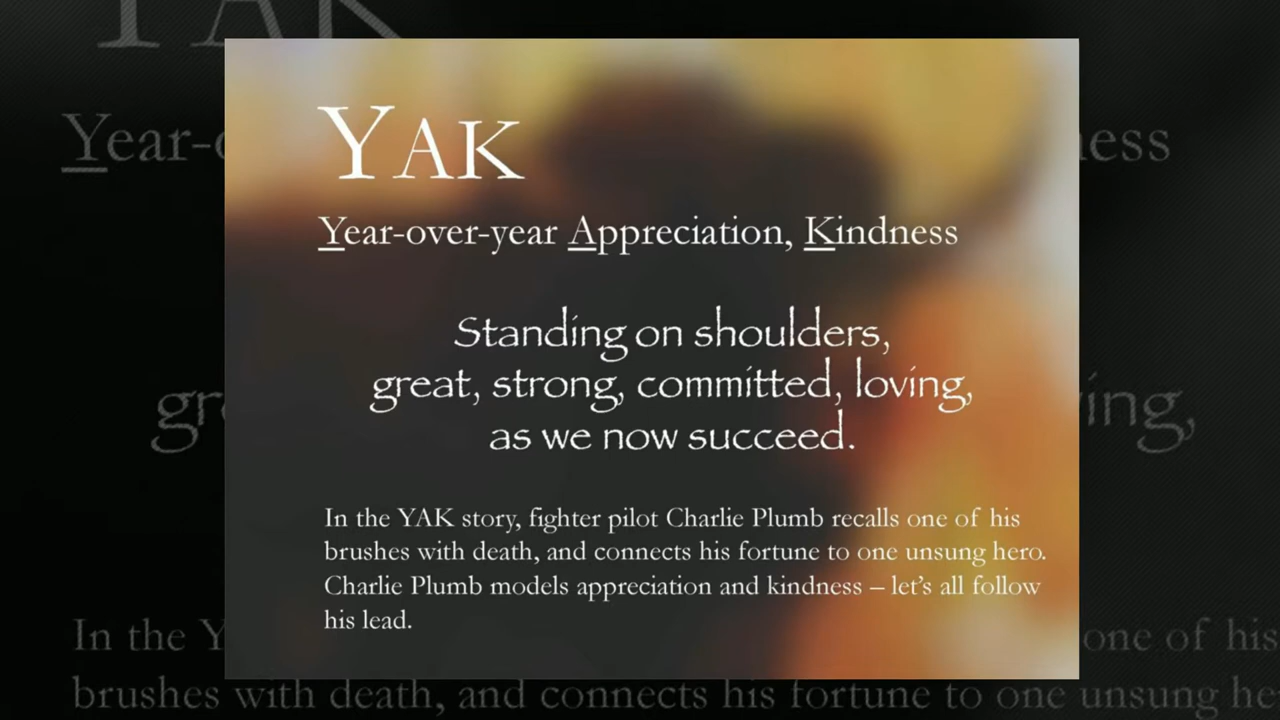 YAK
Year-over-year Appreciation, Kindness
Standing on shoulders,
great, strong, committed, loving,
as we now succeed.
In the YAK story, fighter pilot Charlie Plumb recalls one of his
brushes with death, and connects his fortune to one unsung hero.
Charlie Plumb models appreciation and kindness – let's all follow
his lead.